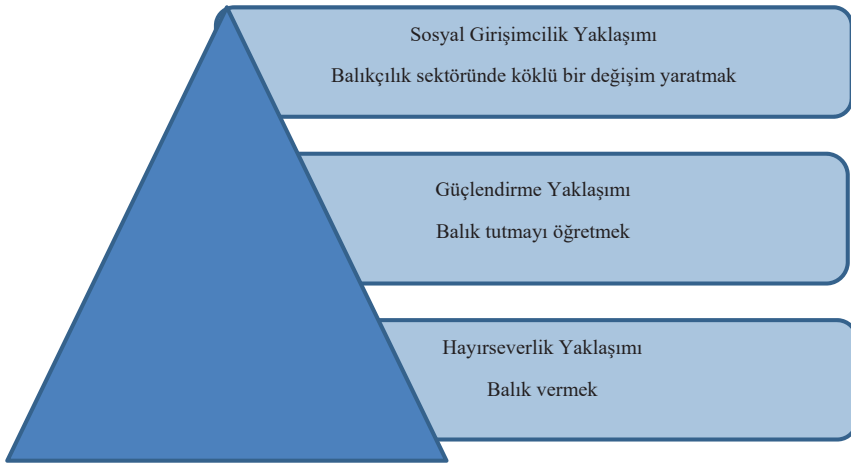 Sosyal Girişimcilik Yaklaşımı
Balıkçılık sektöründe köklü bir değişim yaratmak
Güçlendirme Yaklaşımı
Balık tutmayı öğretmek
Hayırseverlik Yaklaşımı
Balık vermek